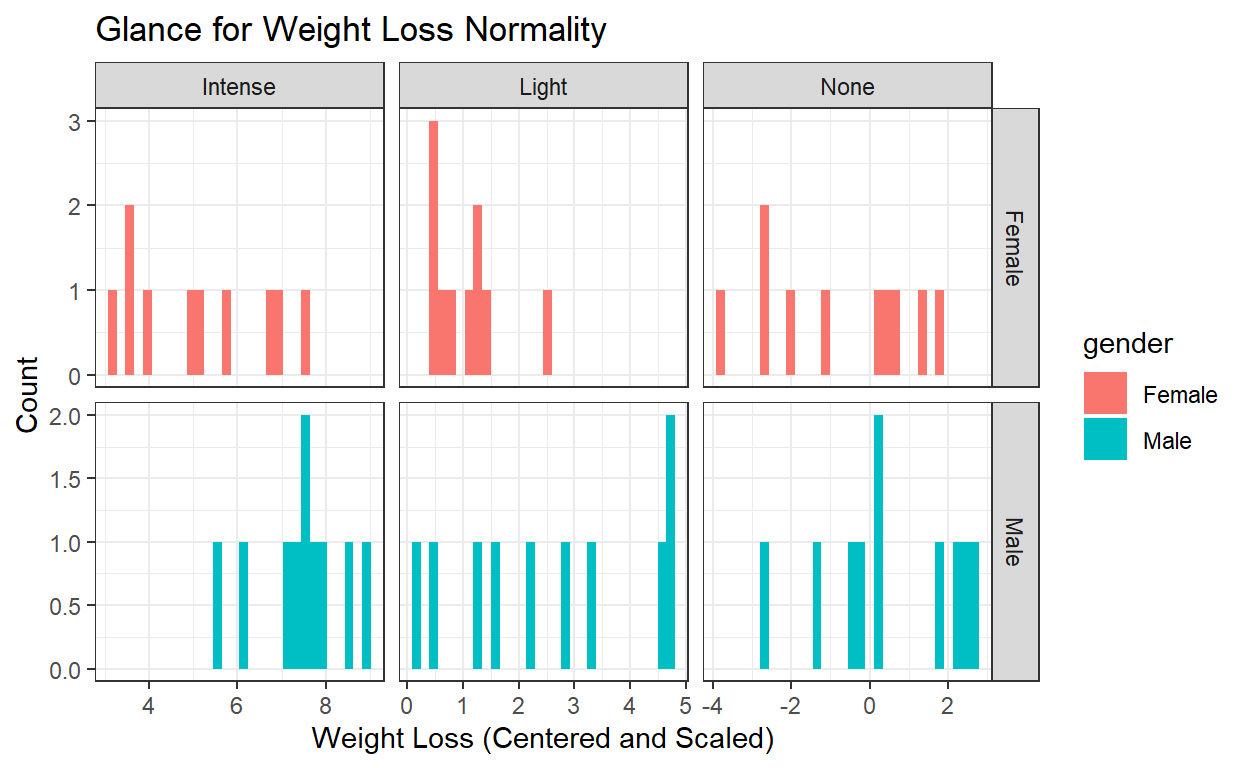 Glance for Weight Loss Normality
Intense Light None
3
2
1
0
Female
2.0
1.5
1.0
0.5
0.0
Male
Count
4 6 8 0 1 2 3 4 5 -4 -2 0 2
Weight Loss (Centered and Scaled)
gender
Female
Male